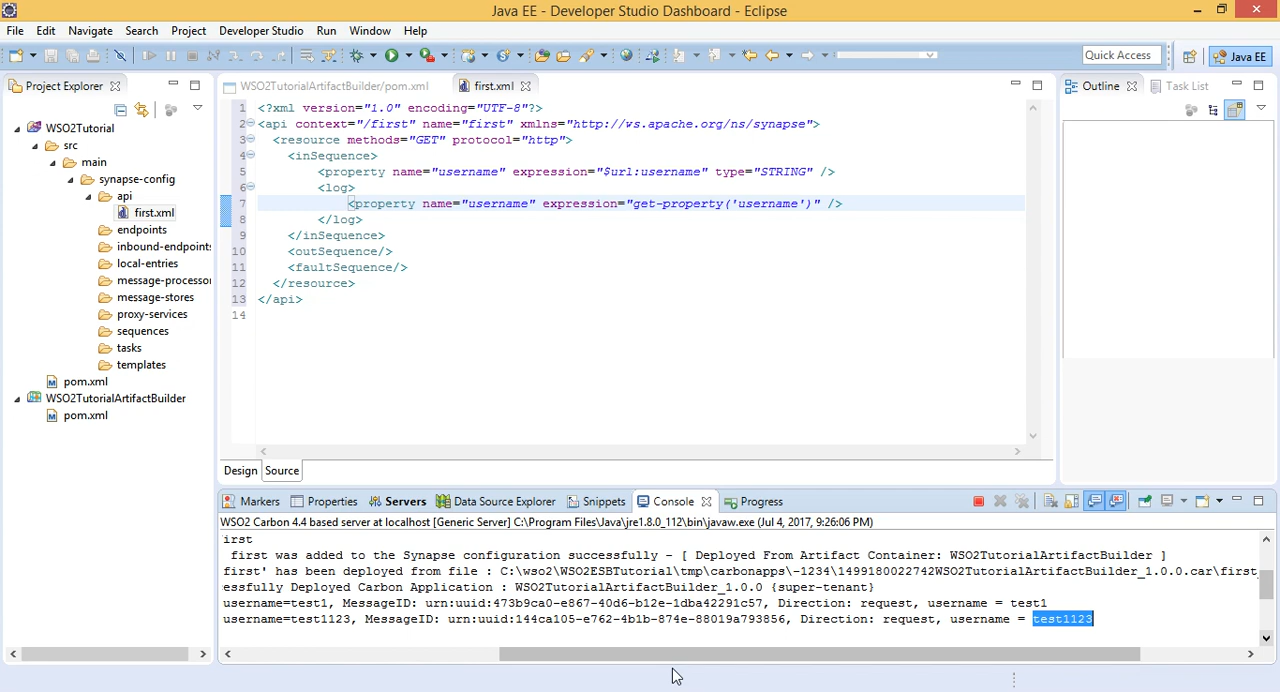 Java EE - Developer Studio Dashboard - Eclipse
File Edit Navigate Search Project Developer Studio Run Window Help
Quick Access Java EE
Project Explorer
WSO2Tutorial
src
main
synapse-config
api
first.xml
endpoints
inbound-endpoints
local-entries
message-processor
message-stores
proxy-services
sequences
tasks
templates
pom.xml
WSO2TutorialArtifactBuilder
pom.xml
WSO2TutorialArtifactBuilder/pom.xml first.xml
1 <?xml version="1.0" encoding="UTF-8"?>
2 <api context="/first" name="first" xmlns="http://ws.apache.org/ns/synapse">
3 <resource methods="GET" protocol="http">
4 <inSequence>
5 <property name="username" expression="$url:username" type="STRING" />
6 <log>
7 <property name="username" expression="get-property('username')" />
8 </log>
9 </inSequence>
10 <outSequence/>
11 <faultSequence/>
12 </resource>
13 </api>
14
Design Source
Outline Task List
Markers Properties Servers Data Source Explorer Snippets Console Progress
WSO2 Carbon 4.4 based server at localhost [Generic Server] C:\Program Files\Java\jre1.8.0_112\bin\javaw.exe (Jul 4, 2017, 9:26:06 PM)
irst
first was added to the Synapse configuration successfully - [ Deployed From Artifact Container: WSO2TutorialArtifactBuilder ]
first' has been deployed from file : C:\wso2\WSO2ESBTutorial\tmp\carbonapps\-1234\1499180022742WSO2TutorialArtifactBuilder_1.0.0.car\first_
essfully Deployed Carbon Application : WSO2TutorialArtifactBuilder_1.0.0 {super-tenant}
username=test1, MessageID: urn:uuid:473b9ca0-e867-40d6-b12e-1dba42291c57, Direction: request, username = test1
username=test1123, MessageID: urn:uuid:144ca105-e762-4b1b-874e-88019a793856, Direction: request, username = test1123